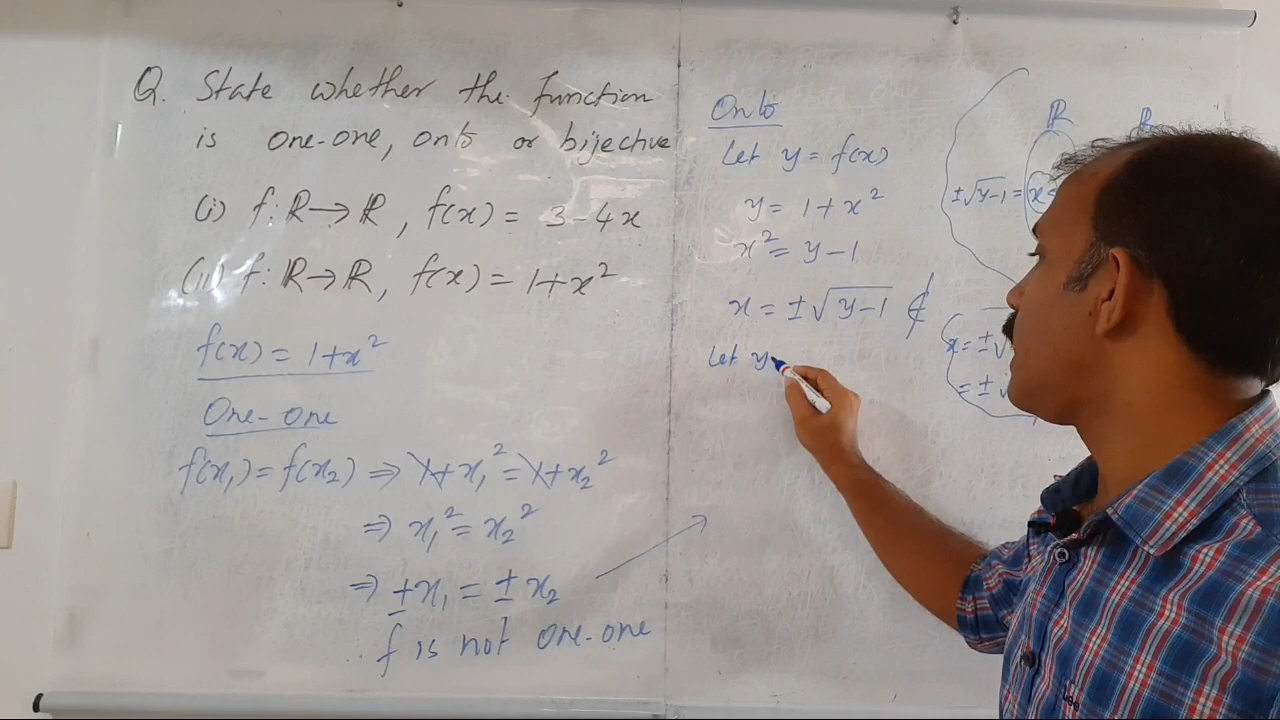 Q. State whether the function
is one-one, onto or bijective
(i) f: ℝ→ℝ, f(x) = 3-4x
(ii) f: ℝ→ℝ, f(x) = 1+x²
f(x) = 1+x²
One-one
f(x₁) = f(x₂) ⇒ 1+x₁² = 1+x₂²
⇒ x₁² = x₂²
⇒ ±x₁ = ±x₂
∴ f is not one-one
Onto
Let y = f(x)
y = 1+x²
x² = y-1
x = ±√(y-1) ∉
Let y
ℝ ℝ
±√(y-1) = x
x = ±√
= ±√